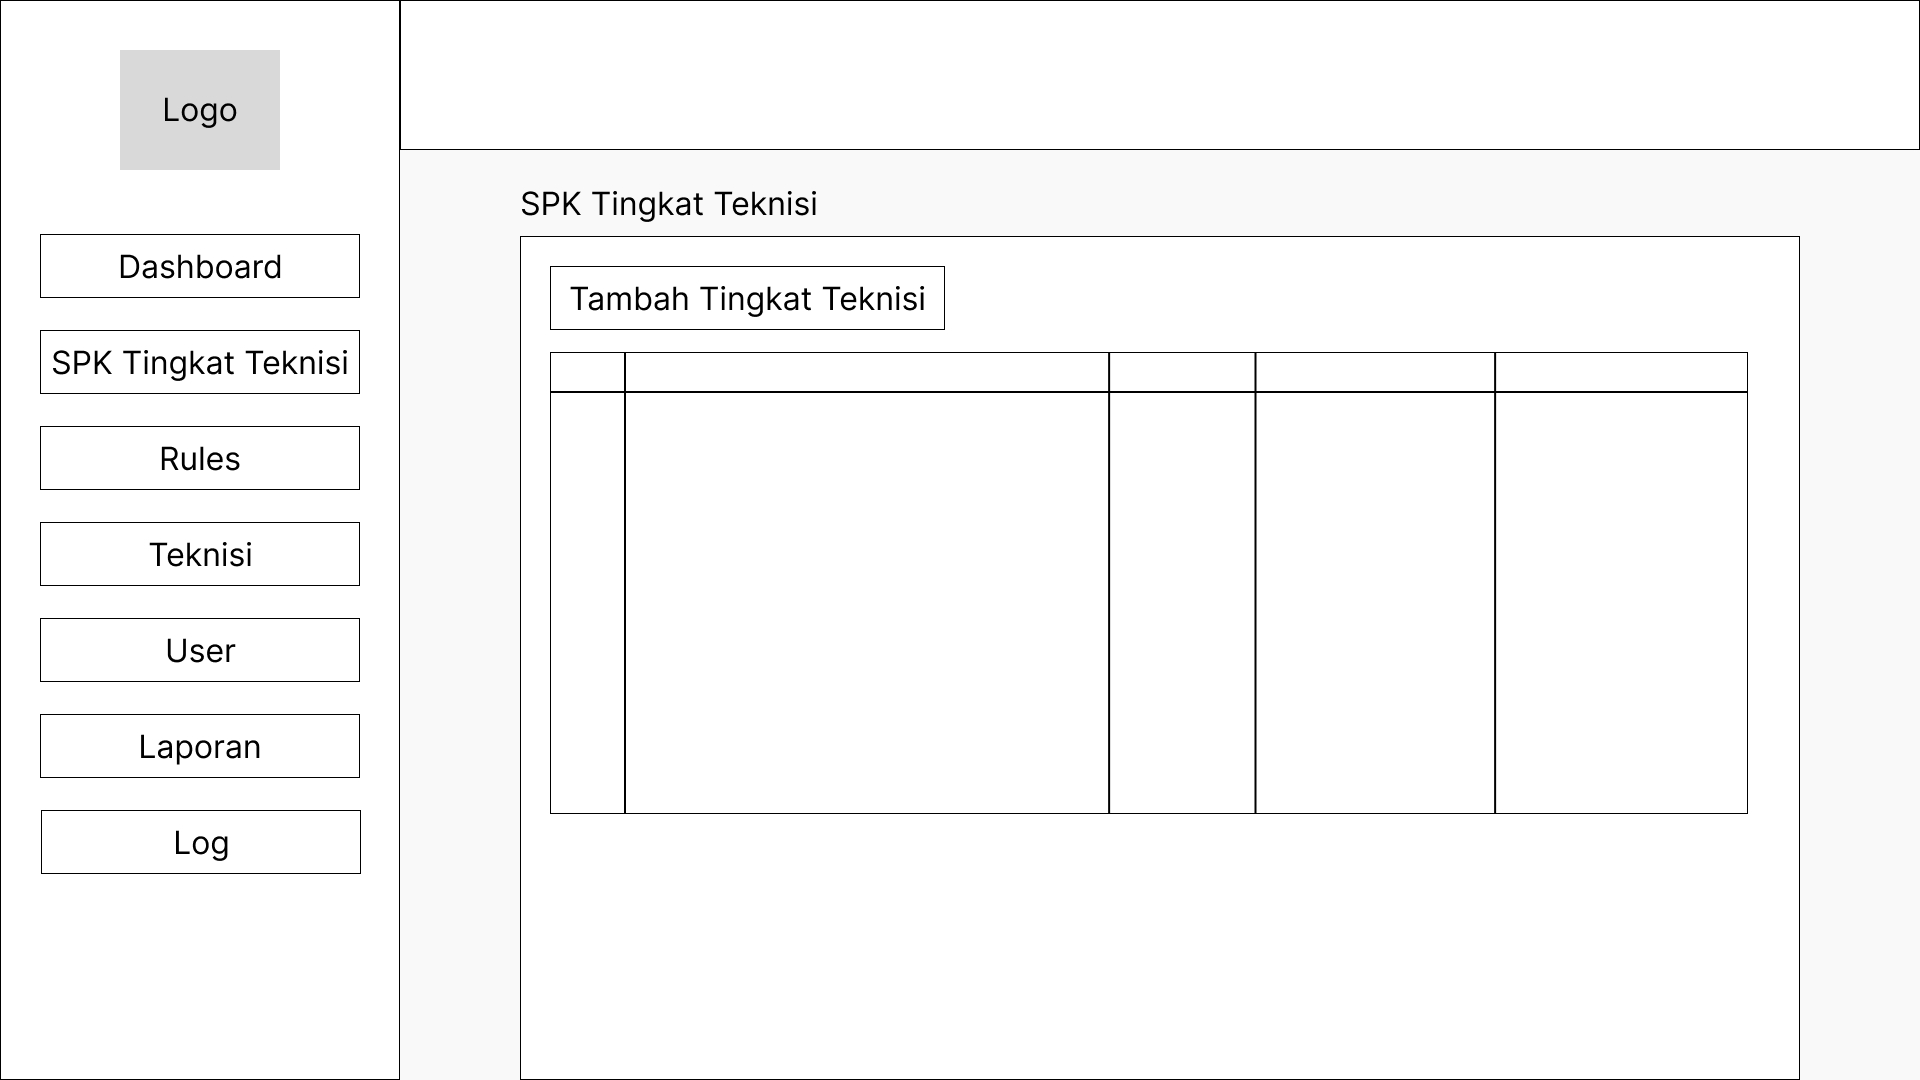 Logo
Dashboard
SPK Tingkat Teknisi
Rules
Teknisi
User
Laporan
Log
SPK Tingkat Teknisi
Tambah Tingkat Teknisi